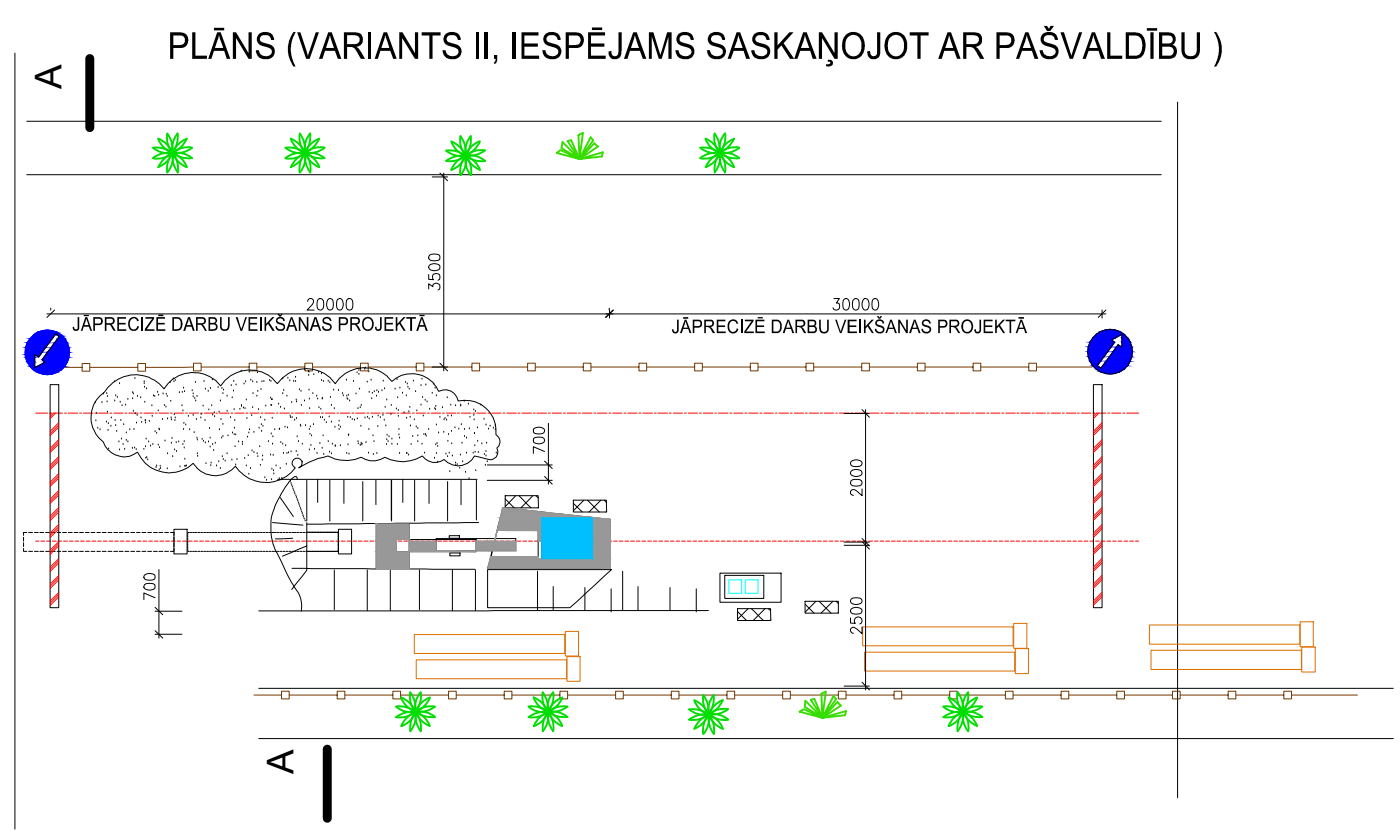 PLĀNS (VARIANTS II, IESPĒJAMS SASKAŅOJOT AR PAŠVALDĪBU )
A
3500
20000
30000
JĀPRECIZĒ DARBU VEIKŠANAS PROJEKTĀ
JĀPRECIZĒ DARBU VEIKŠANAS PROJEKTĀ
700
2000
700
2500
A